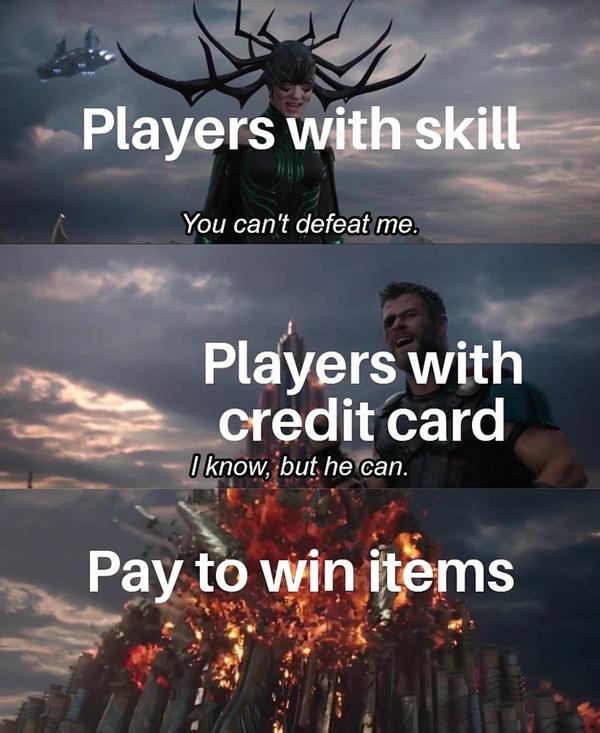 Players with skill
You can't defeat me.
Players with
credit card
I know, but he can.
Pay to win items